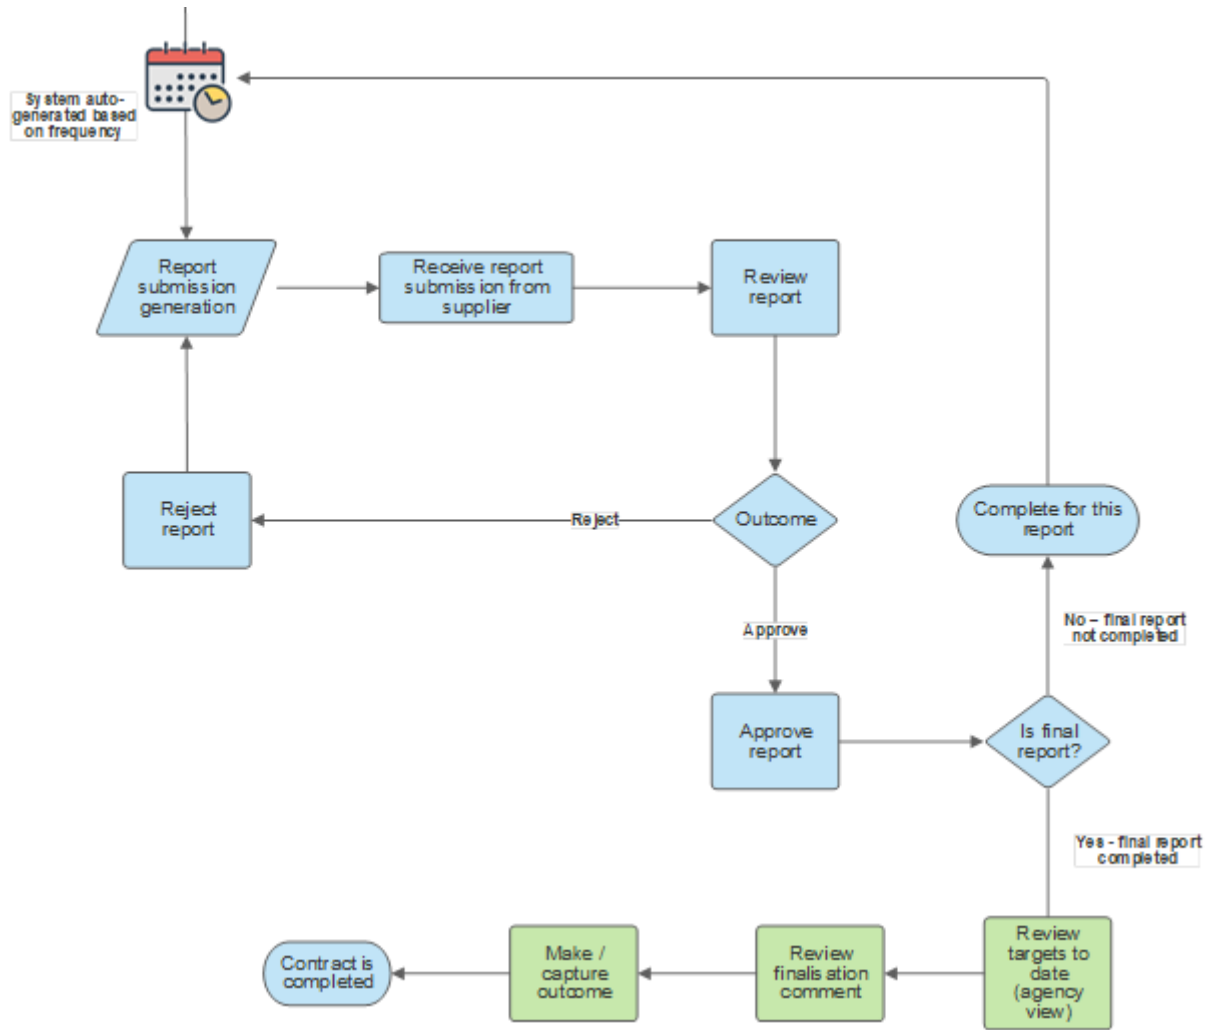 System auto-
generated based
on frequency
Report
submission
generation
Receive report
submission from
supplier
Review
report
Reject
report
Reject
Outcome
Complete for this
report
Approve
No – final report
not completed
Approve
report
Is final
report?
Yes - final report
completed
Contract is
completed
Make /
capture
outcome
Review
finalisation
comment
Review
targets to
date
(agency
view)